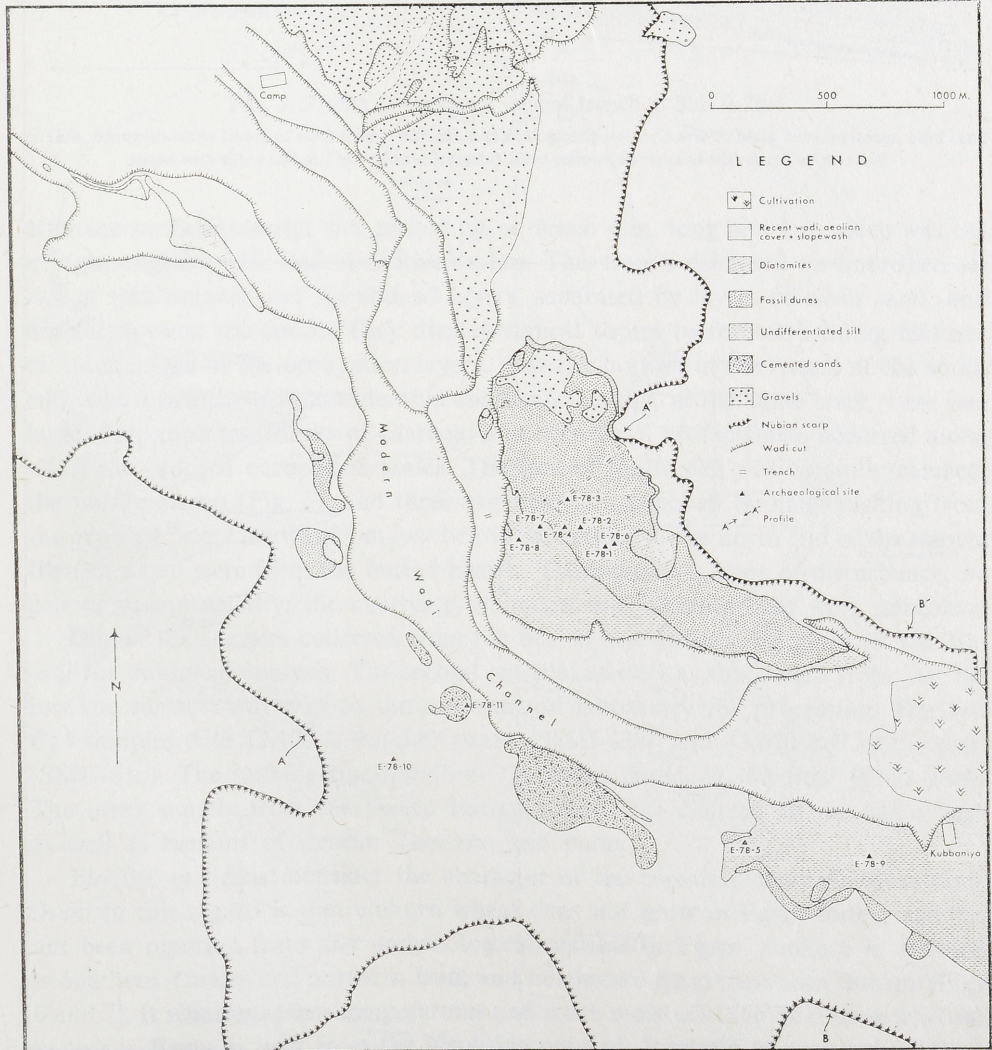 Camp
0 500 1000 M.
LEGEND
Cultivation
Recent wadi, aeolian
cover + slopewash
Diatomites
Fossil dunes
Undifferentiated silt
Cemented sands
Gravels
Nubian scarp
Wadi cut
Trench
Archaeological site
A A'
Profile
A'
Modern
Wadi
Channel
E-78-3
E-78-7
E-78-2
E-78-4
E-78-6
E-78-8
E-78-1
B'
N
E-78-11
A
E-78-10
E-78-5
E-78-9
Kubbaniya
B